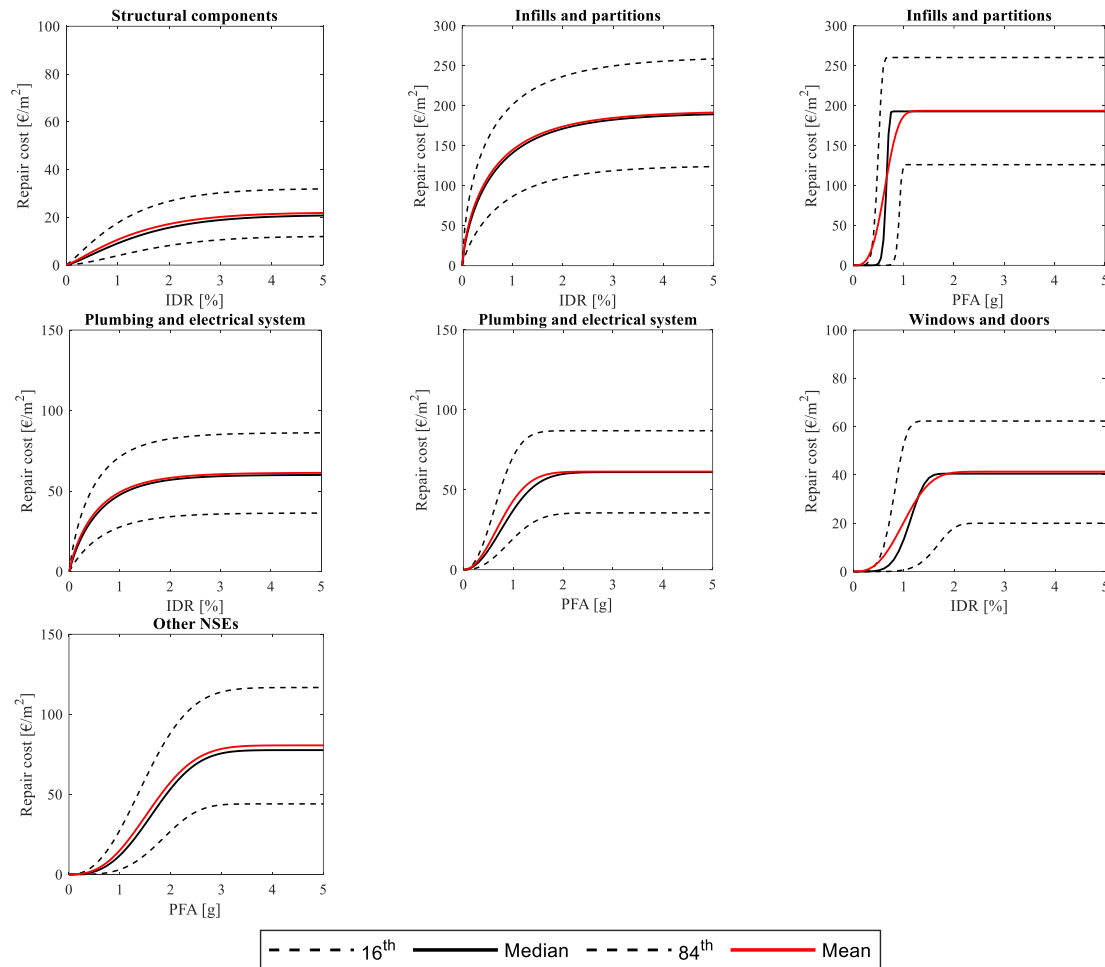 Structural components
100
80
60
40
20
0
Repair cost [€/m²]
0 1 2 3 4 5
IDR [%]
Infills and partitions
300
250
200
150
100
50
0
Repair cost [€/m²]
0 1 2 3 4 5
IDR [%]
Infills and partitions
300
250
200
150
100
50
0
Repair cost [€/m²]
0 1 2 3 4 5
PFA [g]
Plumbing and electrical system
150
100
50
0
Repair cost [€/m²]
0 1 2 3 4 5
IDR [%]
Plumbing and electrical system
150
100
50
0
Repair cost [€/m²]
0 1 2 3 4 5
PFA [g]
Windows and doors
100
80
60
40
20
0
Repair cost [€/m²]
0 1 2 3 4 5
IDR [%]
Other NSEs
150
100
50
0
Repair cost [€/m²]
0 1 2 3 4 5
PFA [g]
16th Median 84th Mean